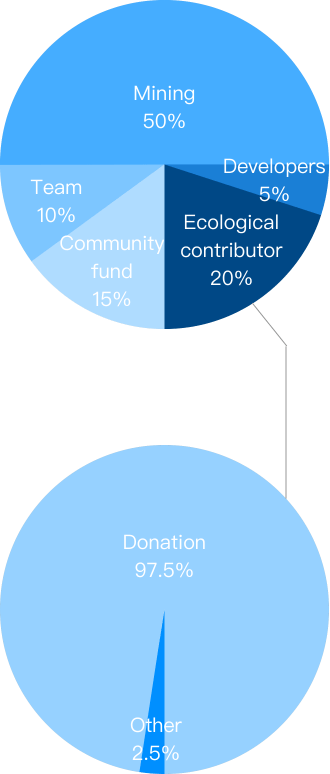 Mining
50%
Developers
5%
Team
10%
Ecological
contributor
20%
Community
fund
15%
Donation
97.5%
Other
2.5%